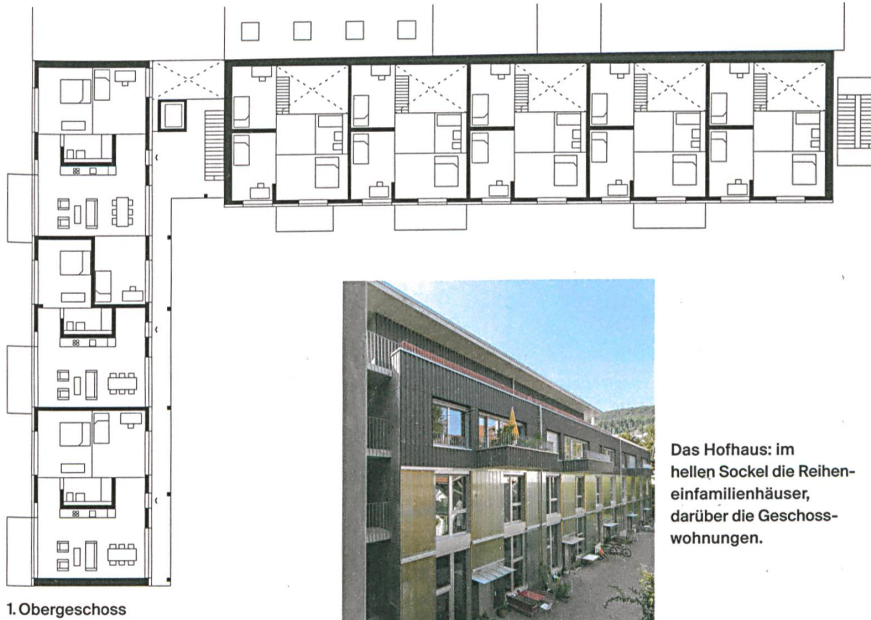 Das Hofhaus: im
hellen Sockel die Reihen-
einfamilienhäuser,
darüber die Geschoss-
wohnungen.
1. Obergeschoss